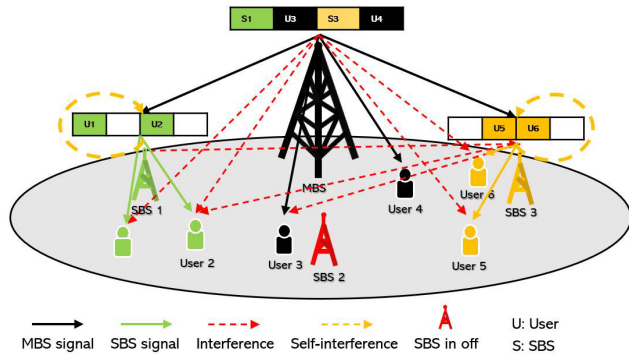 S1 U3 S3 U4
U1 U2
U5 U6
MBS
SBS 1
User 4
User 6
SBS 3
User 2
User 3
SBS 2
User 5
MBS signal
SBS signal
Interference
Self-interference
SBS in off
U: User
S: SBS